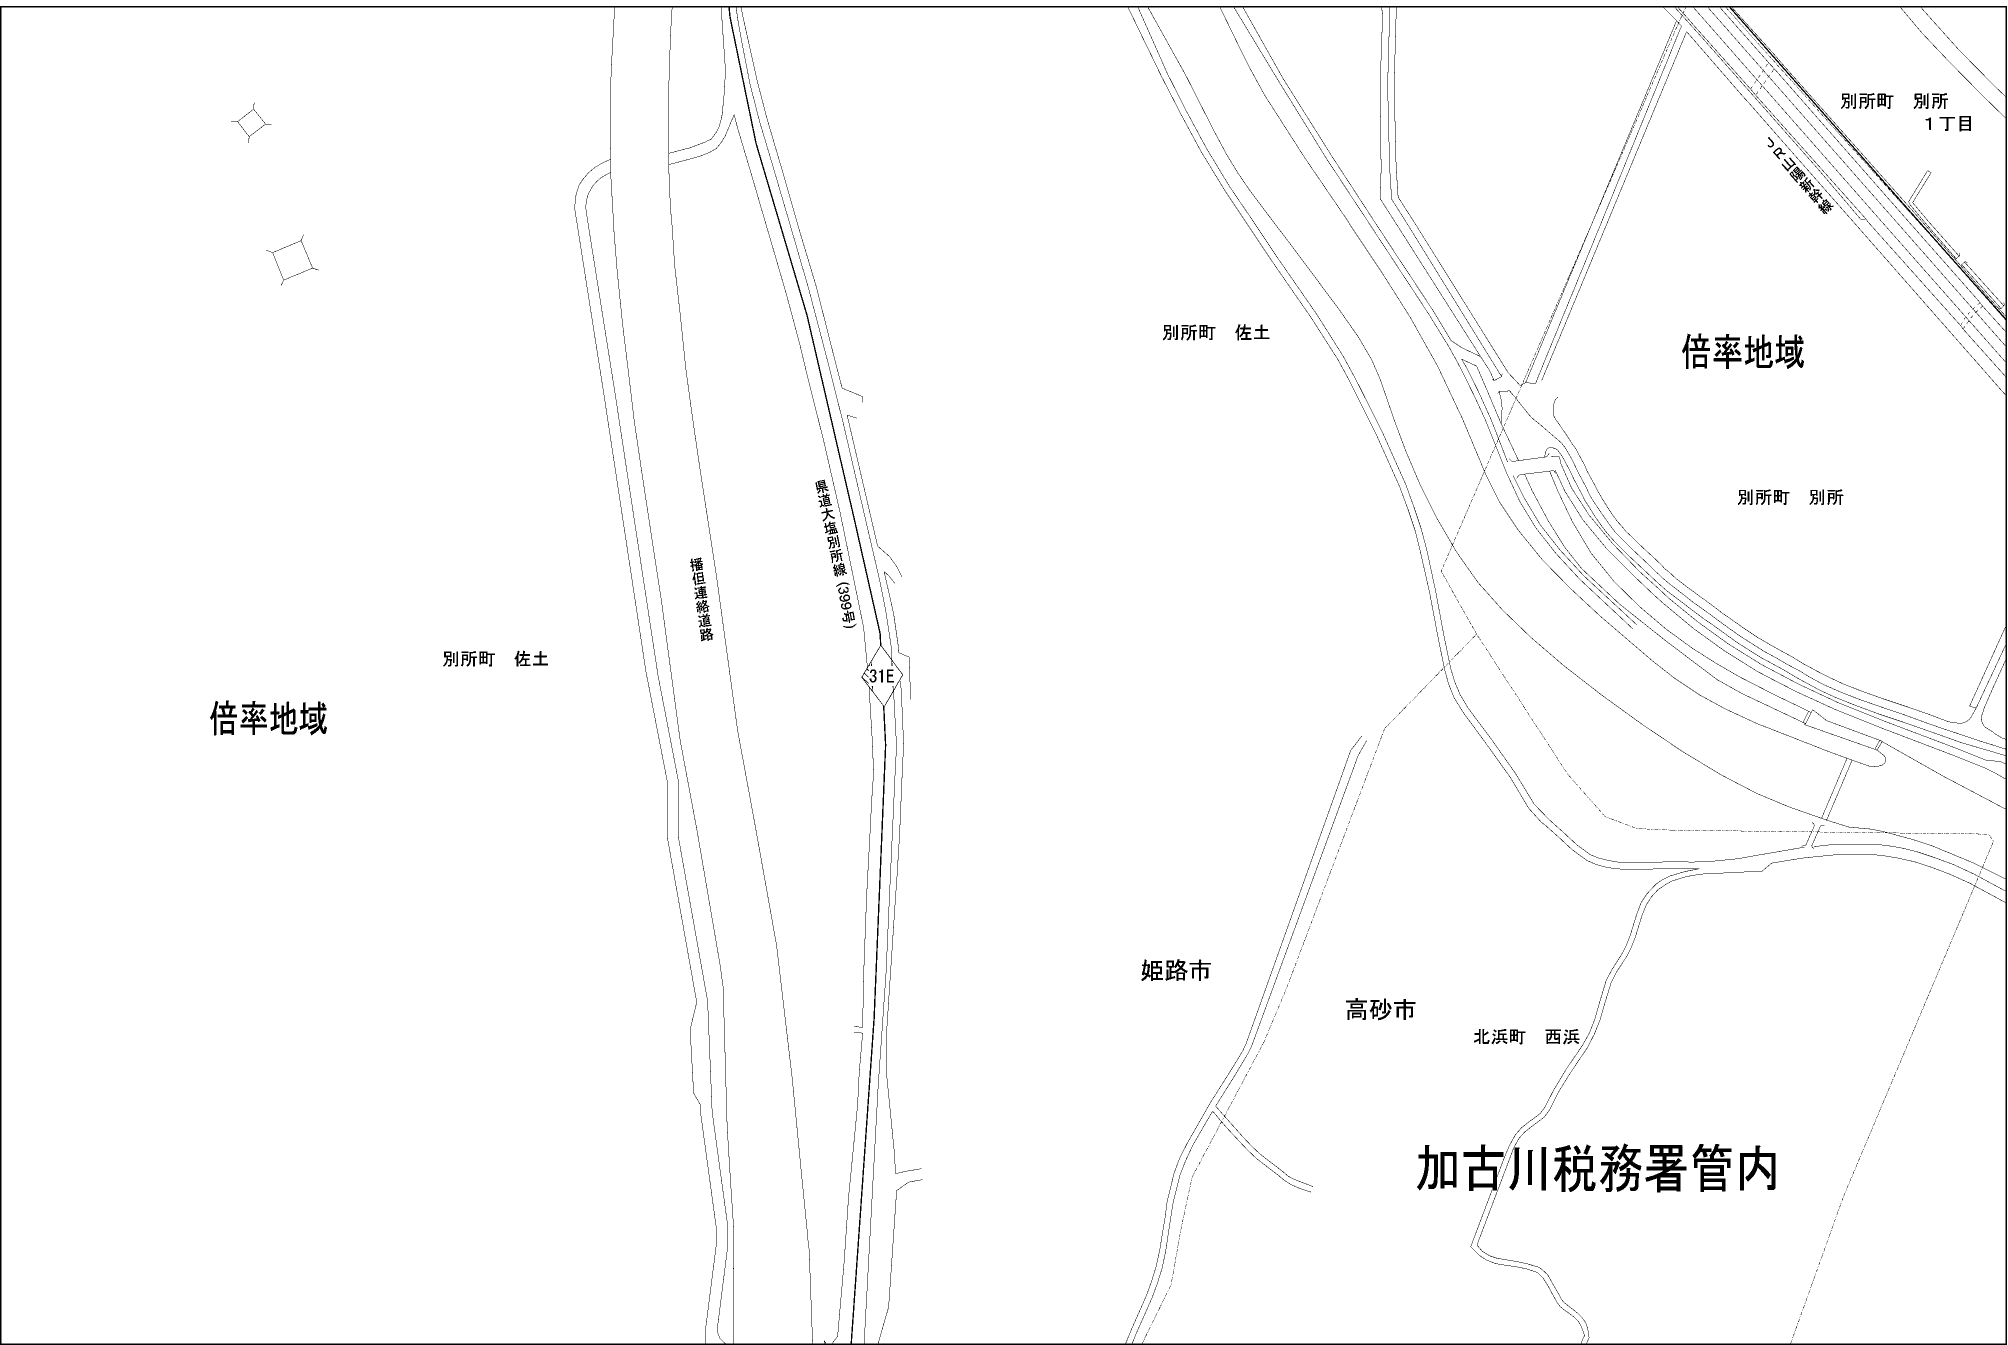 別所町　別所
１丁目
ＪＲ山陽新幹線
別所町　佐土
倍率地域
別所町　別所
県道大塩別所線（399号）
播但連絡道路
別所町　佐土
31E
倍率地域
姫路市
高砂市
北浜町　西浜
加古川税務署管内